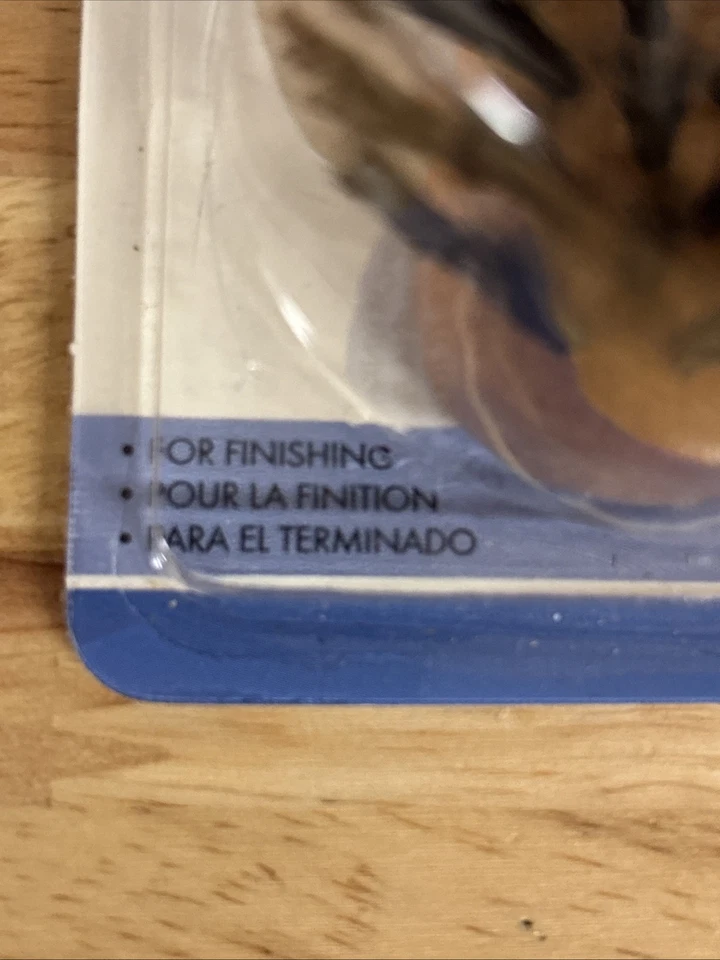 • FOR FINISHING
• POUR LA FINITION
• PARA EL TERMINADO